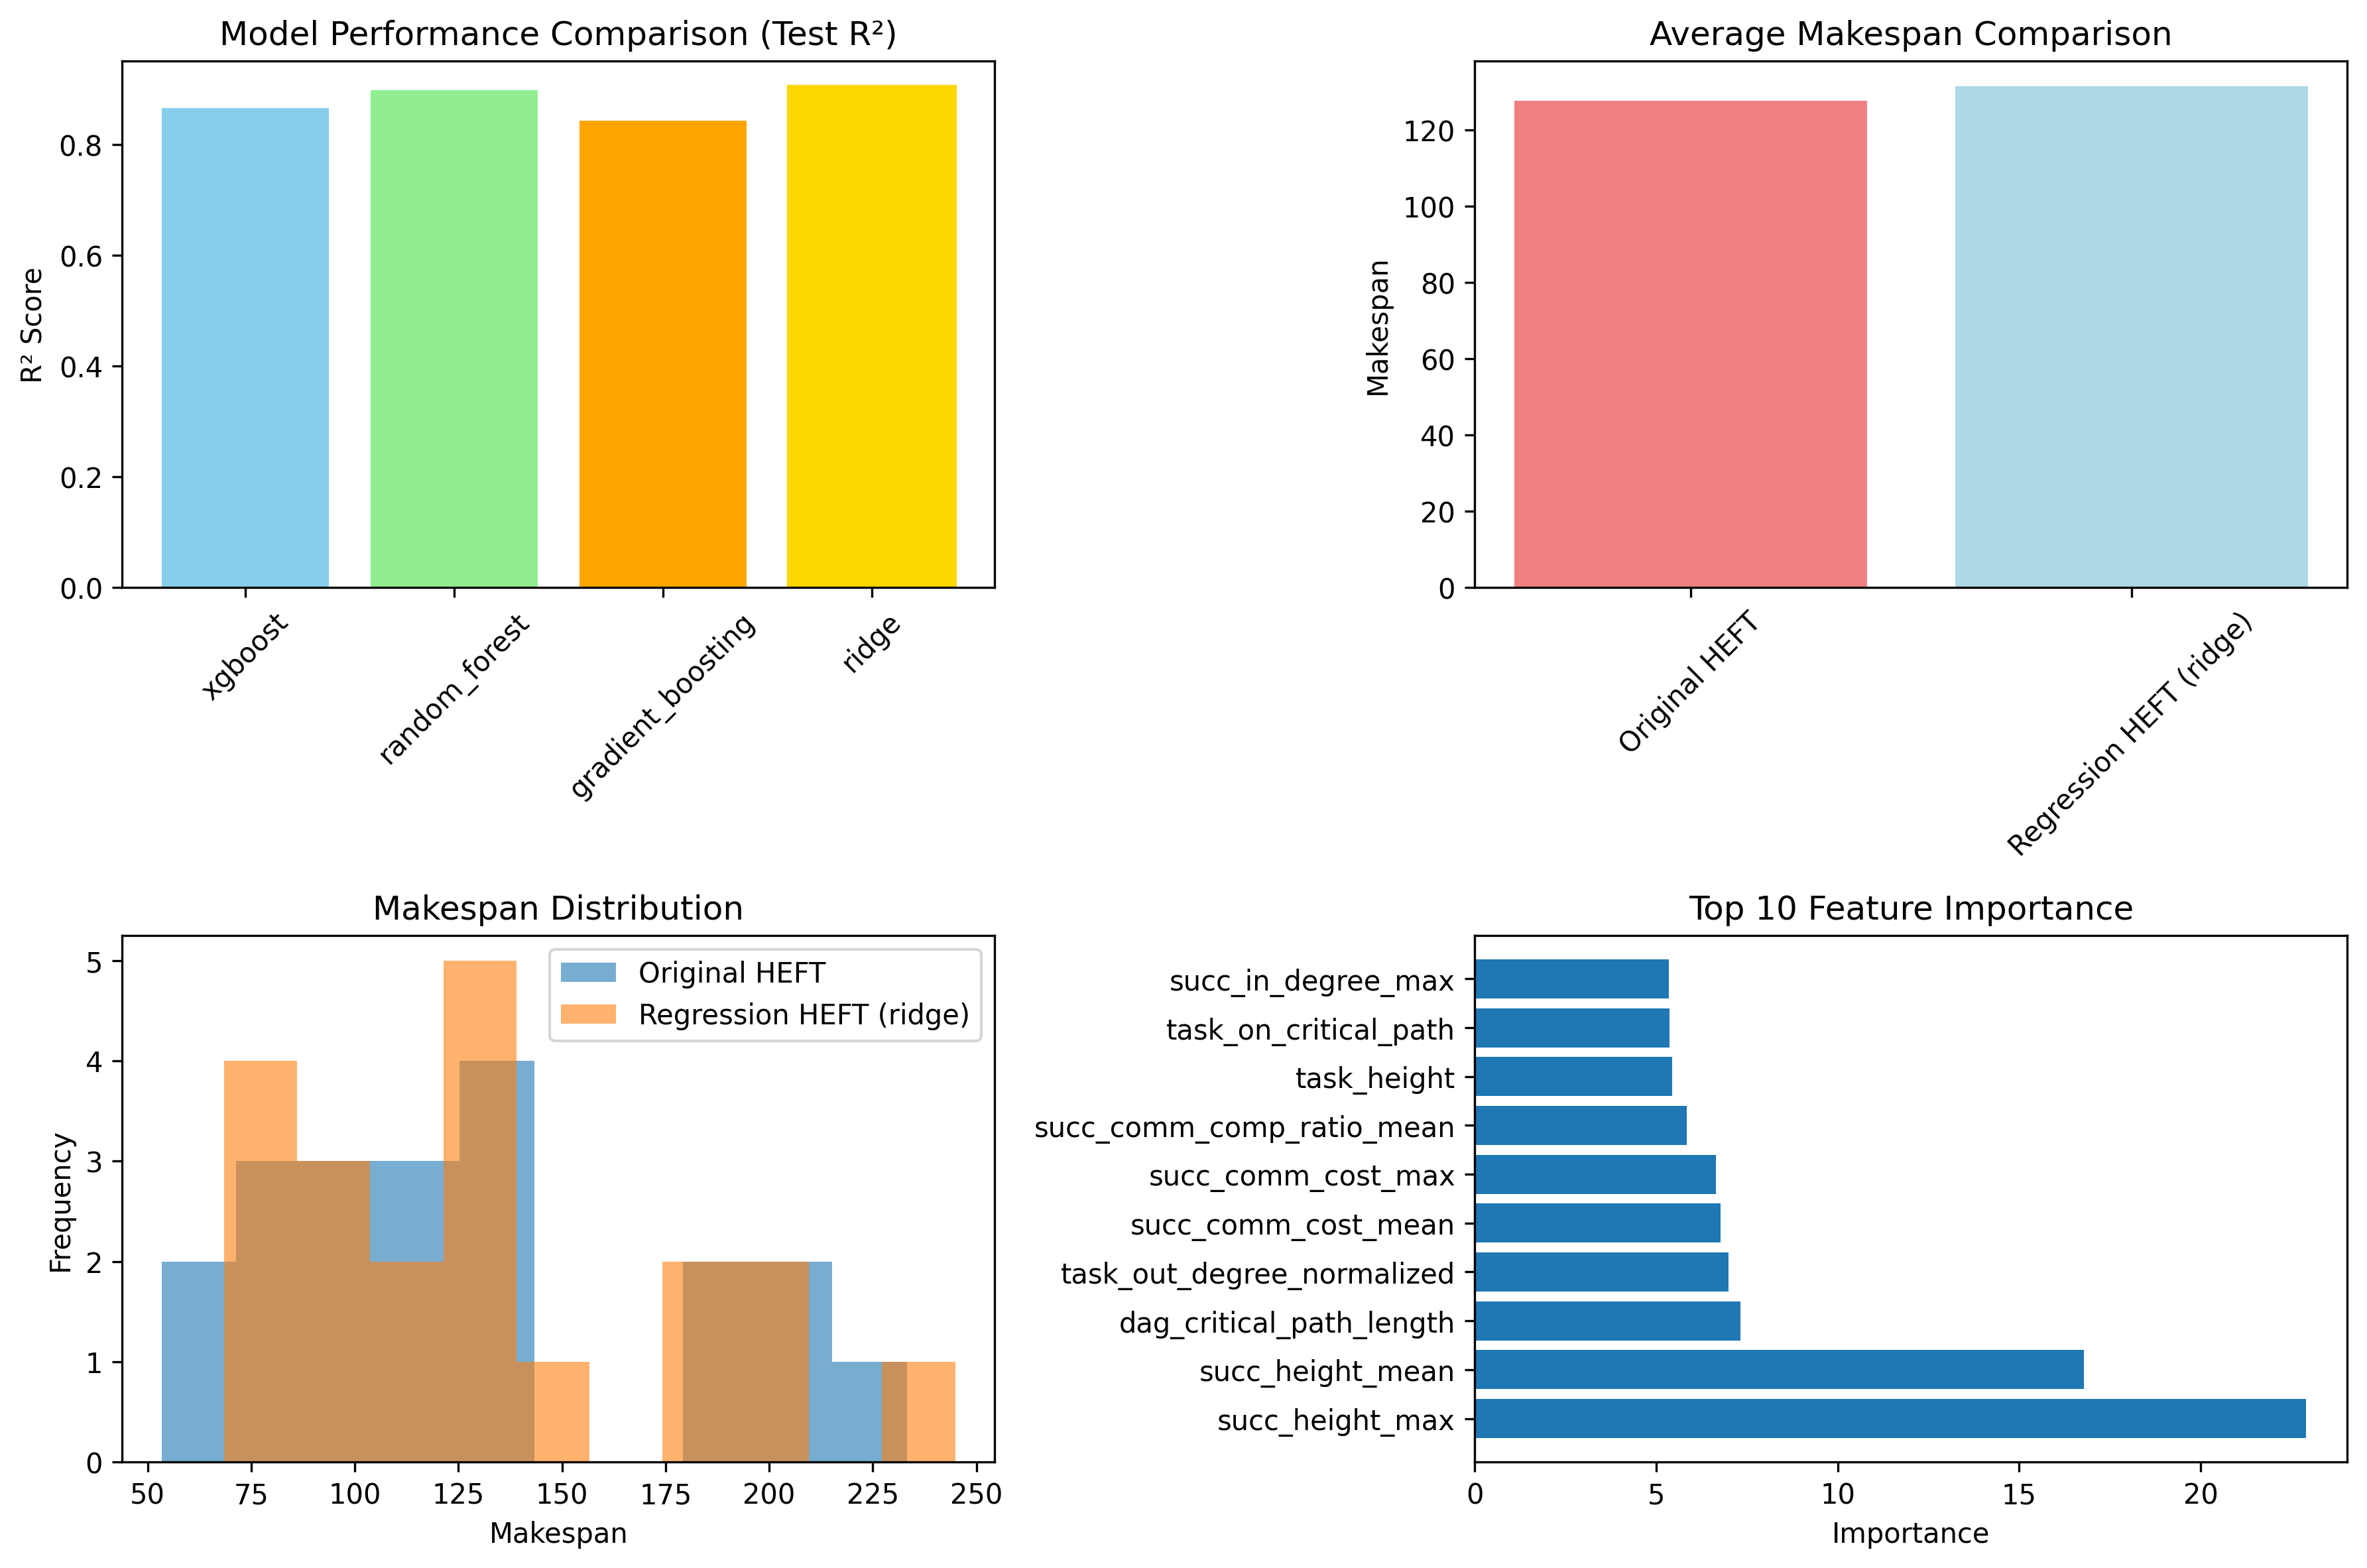 Model Performance Comparison (Test R²)
R² Score
0.8
0.6
0.4
0.2
0.0
xgboost
random_forest
gradient_boosting
ridge
Average Makespan Comparison
Makespan
120
100
80
60
40
20
0
Original HEFT
Regression HEFT (ridge)
Makespan Distribution
Frequency
5
4
3
2
1
0
Original HEFT
Regression HEFT (ridge)
50 75 100 125 150 175 200 225 250
Makespan
Top 10 Feature Importance
succ_in_degree_max
task_on_critical_path
task_height
succ_comm_comp_ratio_mean
succ_comm_cost_max
succ_comm_cost_mean
task_out_degree_normalized
dag_critical_path_length
succ_height_mean
succ_height_max
0 5 10 15 20
Importance